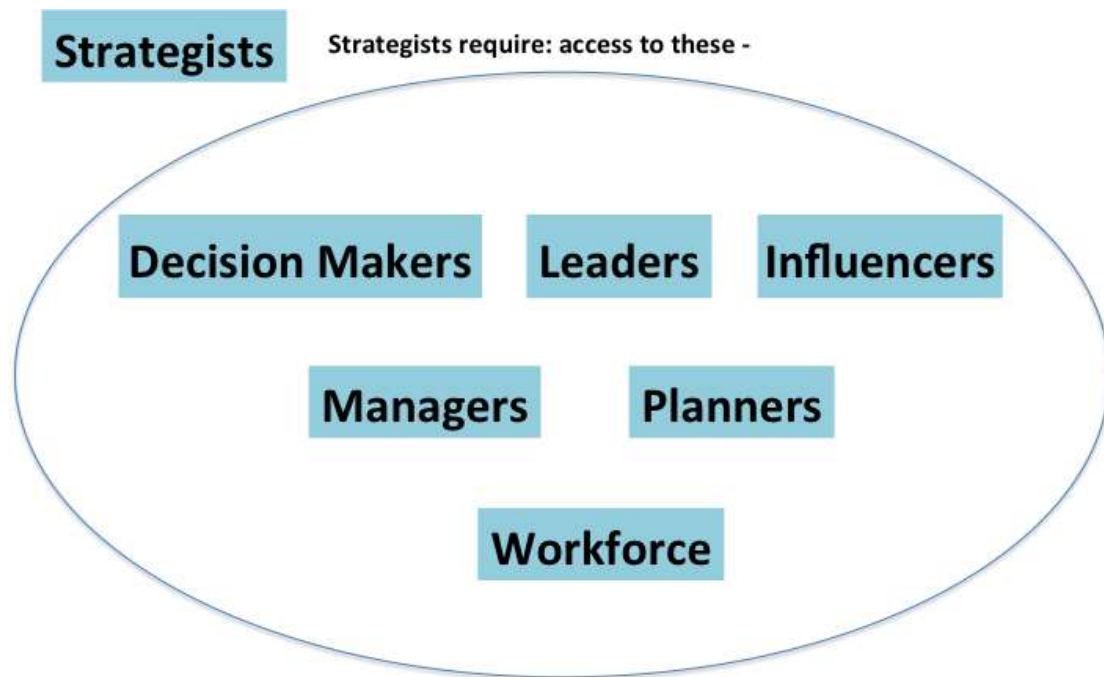 Strategists
Strategists require: access to these -
Decision Makers
Leaders
Influencers
Managers
Planners
Workforce